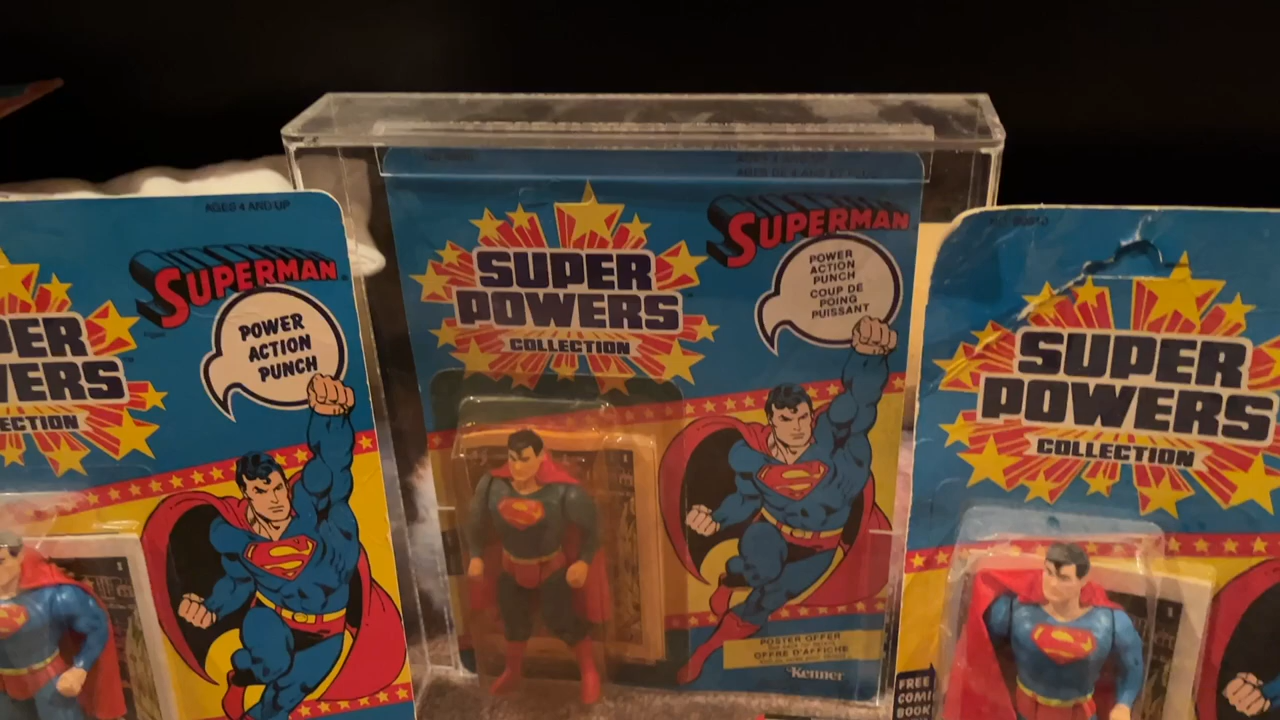 AGES 4 AND UP
SUPERMAN
POWER
ACTION
PUNCH
PER
WERS
ECTION
SUPERMAN
SUPER
POWERS
COLLECTION
POWER
ACTION
PUNCH
COUP DE
POING
PUISSANT
POSTER OFFER
OFFRE D'AFFICHE
Kenner
SUPER
POWERS
COLLECTION
FREE
COMI
BOOK